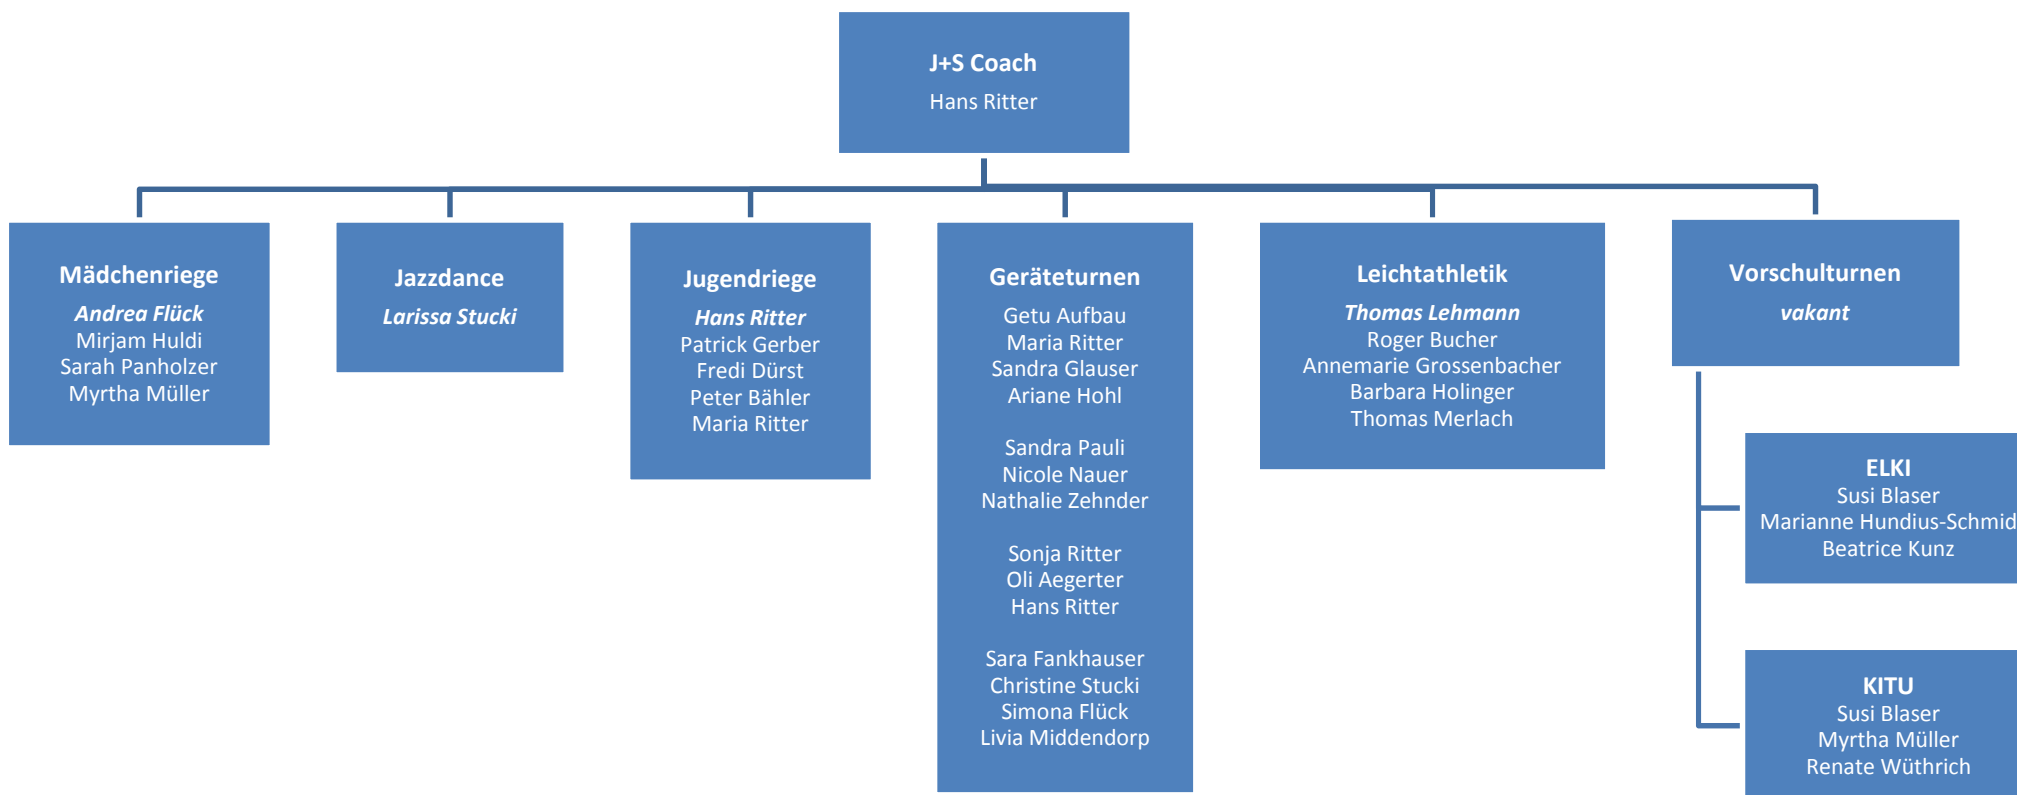 J+S Coach
Hans Ritter
Mädchenriege
Andrea Flück
Mirjam Huldi
Sarah Panholzer
Myrtha Müller
Jazzdance
Larissa Stucki
Jugendriege
Hans Ritter
Patrick Gerber
Fredi Dürst
Peter Bähler
Maria Ritter
Geräteturnen
Getu Aufbau
Maria Ritter
Sandra Glauser
Ariane Hohl
Sandra Pauli
Nicole Nauer
Nathalie Zehnder
Sonja Ritter
Oli Aegerter
Hans Ritter
Sara Fankhauser
Christine Stucki
Simona Flück
Livia Middendorp
Leichtathletik
Thomas Lehmann
Roger Bucher
Annemarie Grossenbacher
Barbara Holinger
Thomas Merlach
Vorschulturnen
vakant
ELKI
Susi Blaser
Marianne Hundius-Schmid
Beatrice Kunz
KITU
Susi Blaser
Myrtha Müller
Renate Wüthrich